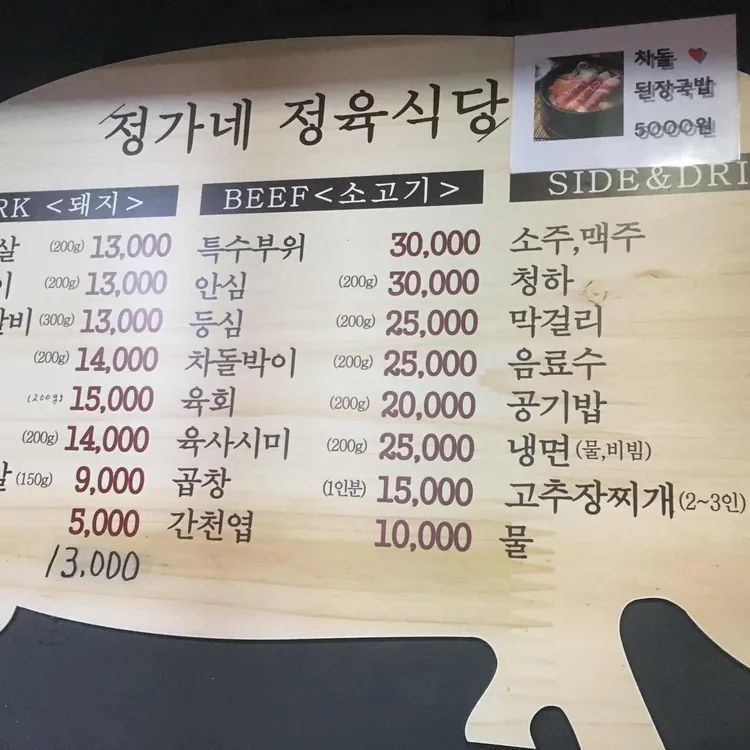 정가네 정육식당
차돌 ♥
된장국밥
5000원
RK <돼지>
살 (200g) 13,000
이 (200g) 13,000
갈비 (300g) 13,000
(200g) 14,000
(200g) 15,000
(200g) 14,000
살 (150g) 9,000
5,000
13,000
BEEF<소고기>
특수부위 30,000
안심 (200g) 30,000
등심 (200g) 25,000
차돌박이 (200g) 25,000
육회 (200g) 20,000
육사시미 (200g) 25,000
곱창 (1인분) 15,000
간천엽 10,000
SIDE&DRI
소주,맥주
청하
막걸리
음료수
공기밥
냉면(물,비빔)
고추장찌개(2~3인)
물